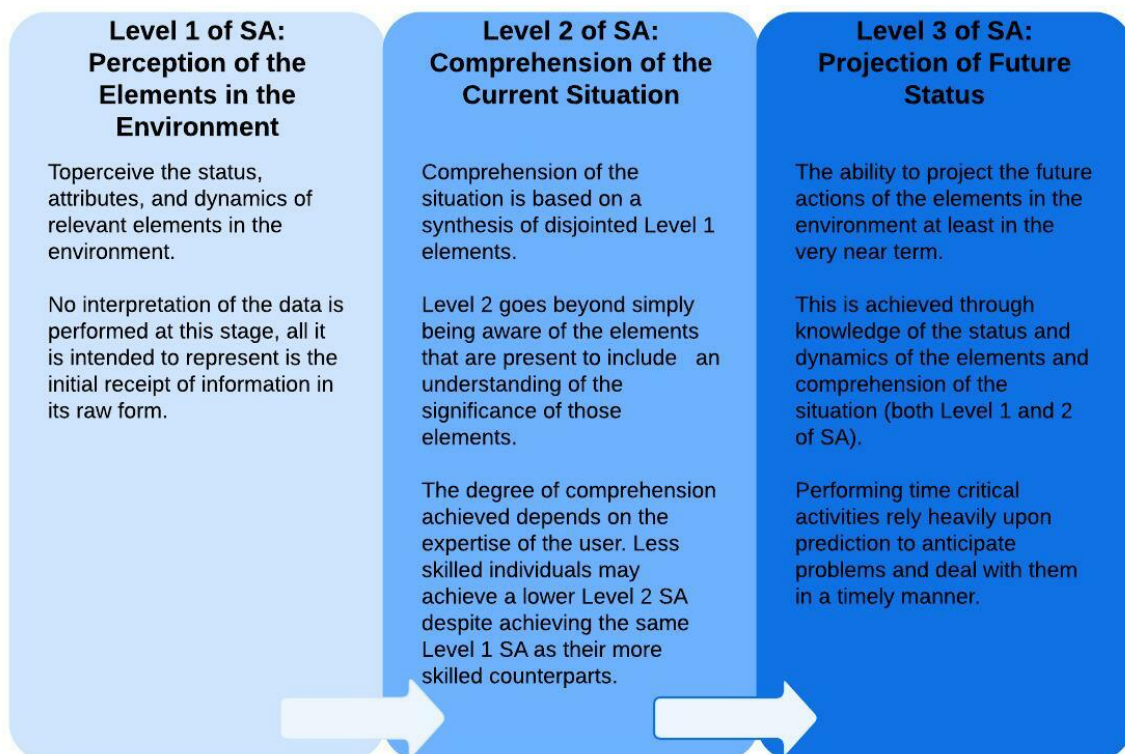 Level 1 of SA:
Perception of the
Elements in the
Environment
Toperceive the status,
attributes, and dynamics of
relevant elements in the
environment.
No interpretation of the data is
performed at this stage, all it
is intended to represent is the
initial receipt of information in
its raw form.
Level 2 of SA:
Comprehension of the
Current Situation
Comprehension of the
situation is based on a
synthesis of disjointed Level 1
elements.
Level 2 goes beyond simply
being aware of the elements
that are present to include an
understanding of the
significance of those
elements.
The degree of comprehension
achieved depends on the
expertise of the user. Less
skilled individuals may
achieve a lower Level 2 SA
despite achieving the same
Level 1 SA as their more
skilled counterparts.
Level 3 of SA:
Projection of Future
Status
The ability to project the future
actions of the elements in the
environment at least in the
very near term.
This is achieved through
knowledge of the status and
dynamics of the elements and
comprehension of the
situation (both Level 1 and 2
of SA).
Performing time critical
activities rely heavily upon
prediction to anticipate
problems and deal with them
in a timely manner.